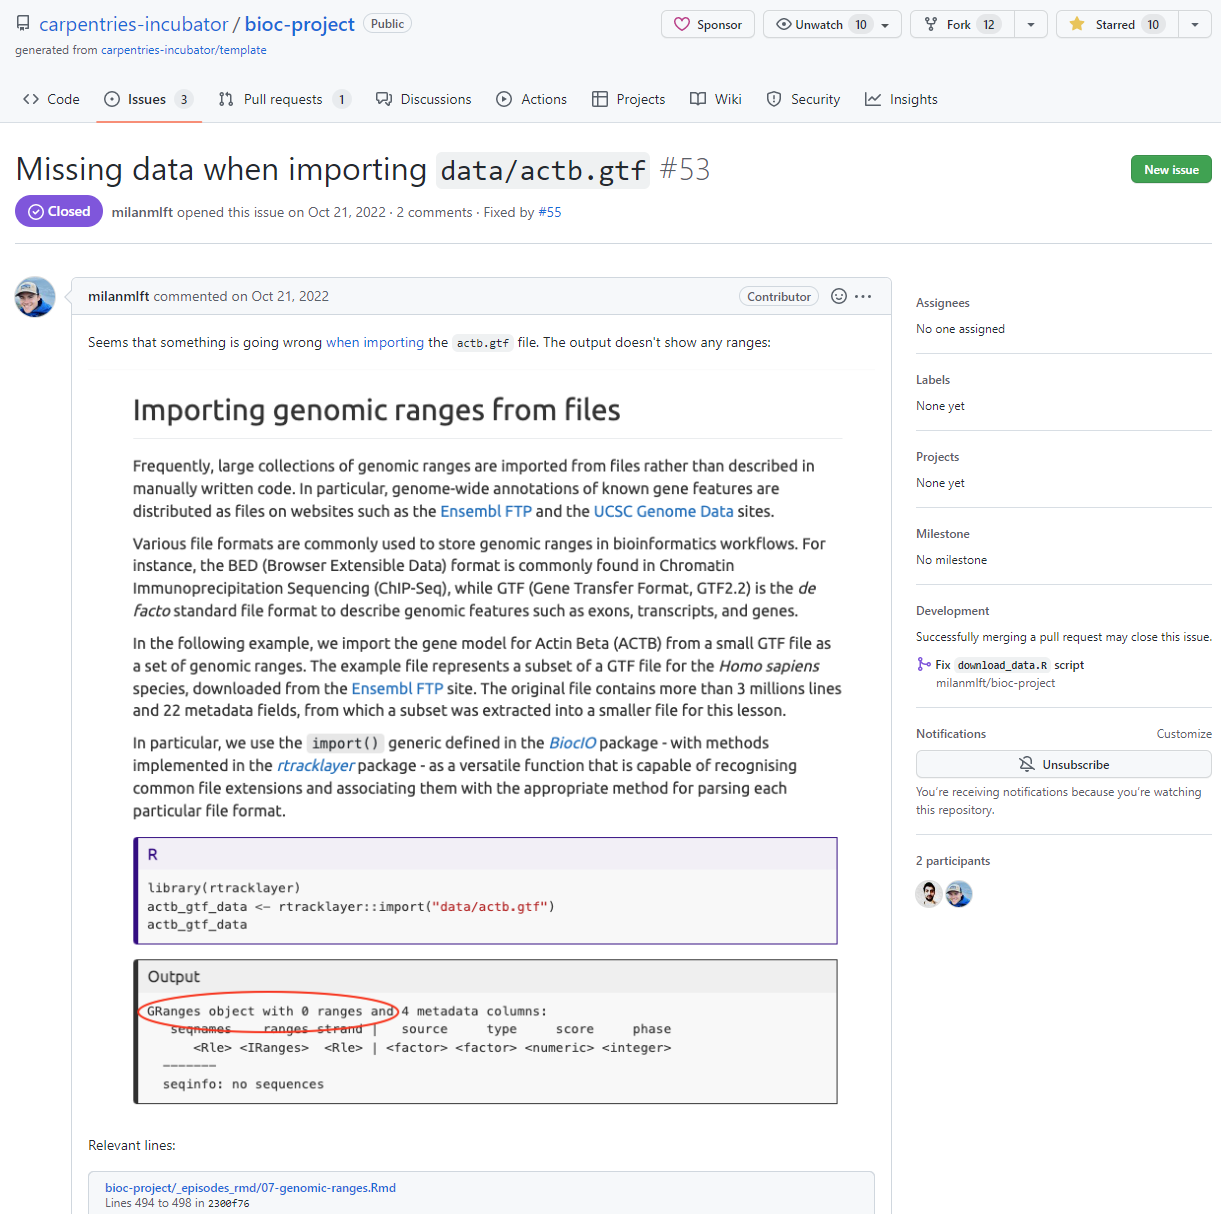 carpentries-incubator / bioc-project Public
Sponsor Unwatch 10 Fork 12 Starred 10
generated from carpentries-incubator/template
Code Issues 3 Pull requests 1 Discussions Actions Projects Wiki Security Insights
Missing data when importing data/actb.gtf #53
New issue
Closed milanmlft opened this issue on Oct 21, 2022 · 2 comments · Fixed by #55
milanmlft commented on Oct 21, 2022 Contributor
Seems that something is going wrong when importing the actb.gtf file. The output doesn't show any ranges:
Importing genomic ranges from files
Frequently, large collections of genomic ranges are imported from files rather than described in
manually written code. In particular, genome-wide annotations of known gene features are
distributed as files on websites such as the Ensembl FTP and the UCSC Genome Data sites.
Various file formats are commonly used to store genomic ranges in bioinformatics workflows. For
instance, the BED (Browser Extensible Data) format is commonly found in Chromatin
Immunoprecipitation Sequencing (ChIP-Seq), while GTF (Gene Transfer Format, GTF2.2) is the de
facto standard file format to describe genomic features such as exons, transcripts, and genes.
In the following example, we import the gene model for Actin Beta (ACTB) from a small GTF file as
a set of genomic ranges. The example file represents a subset of a GTF file for the Homo sapiens
species, downloaded from the Ensembl FTP site. The original file contains more than 3 millions lines
and 22 metadata fields, from which a subset was extracted into a smaller file for this lesson.
In particular, we use the import() generic defined in the BiocIO package - with methods
implemented in the rtracklayer package - as a versatile function that is capable of recognising
common file extensions and associating them with the appropriate method for parsing each
particular file format.
R
library(rtracklayer)
actb_gtf_data <- rtracklayer::import("data/actb.gtf")
actb_gtf_data
Output
GRanges object with 0 ranges and 4 metadata columns:
seqnames ranges strand | source type score phase
<Rle> <IRanges> <Rle> | <factor> <factor> <numeric> <integer>
-------
seqinfo: no sequences
Relevant lines:
bioc-project/_episodes_rmd/07-genomic-ranges.Rmd
Lines 494 to 498 in 2300f76
Assignees
No one assigned
Labels
None yet
Projects
None yet
Milestone
No milestone
Development
Successfully merging a pull request may close this issue.
Fix download_data.R script
milanmlft/bioc-project
Notifications Customize
Unsubscribe
You're receiving notifications because you're watching
this repository.
2 participants